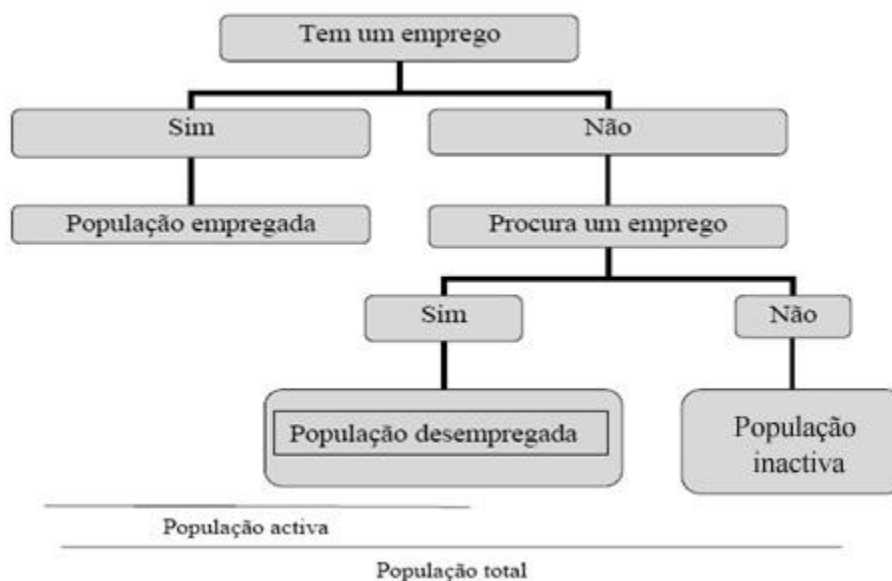 Tem um emprego
Sim
Não
População empregada
Procura um emprego
Sim
Não
População desempregada
População
inactiva
População activa
População total